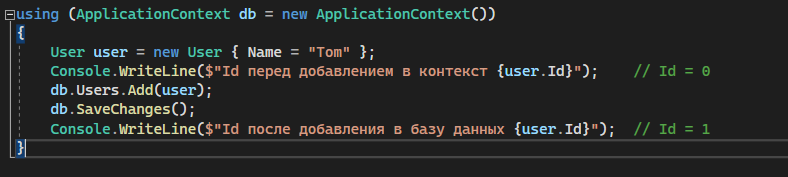 using (ApplicationContext db = new ApplicationContext())
{
    User user = new User { Name = "Tom" };
    Console.WriteLine($"Id перед добавлением в контекст {user.Id}");    // Id = 0
    db.Users.Add(user);
    db.SaveChanges();
    Console.WriteLine($"Id после добавления в базу данных {user.Id}");  // Id = 1
}